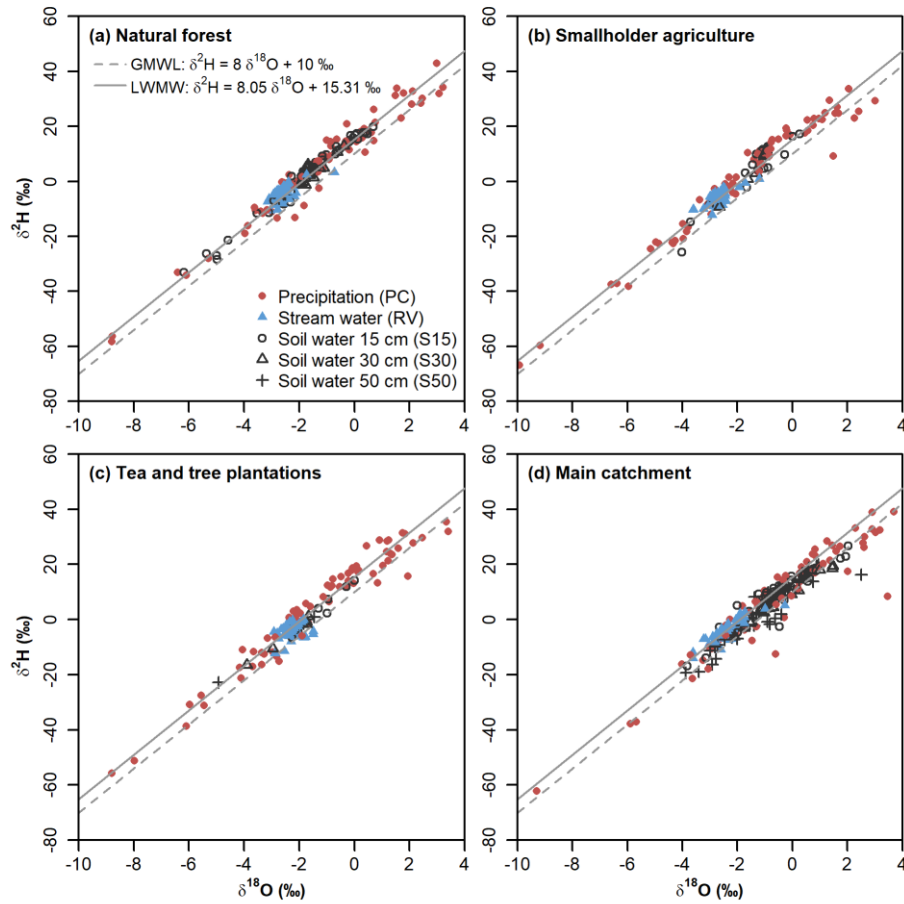 (a) Natural forest
GMWL: δ²H = 8 δ¹⁸O + 10 ‰
LWMW: δ²H = 8.05 δ¹⁸O + 15.31 ‰
Precipitation (PC)
Stream water (RV)
Soil water 15 cm (S15)
Soil water 30 cm (S30)
Soil water 50 cm (S50)
60
40
20
0
-20
-40
-60
-80
δ²H (‰)
-10 -8 -6 -4 -2 0 2 4
(b) Smallholder agriculture
60
40
20
0
-20
-40
-60
-80
-10 -8 -6 -4 -2 0 2 4
(c) Tea and tree plantations
60
40
20
0
-20
-40
-60
-80
δ²H (‰)
-10 -8 -6 -4 -2 0 2 4
δ¹⁸O (‰)
(d) Main catchment
60
40
20
0
-20
-40
-60
-80
-10 -8 -6 -4 -2 0 2 4
δ¹⁸O (‰)